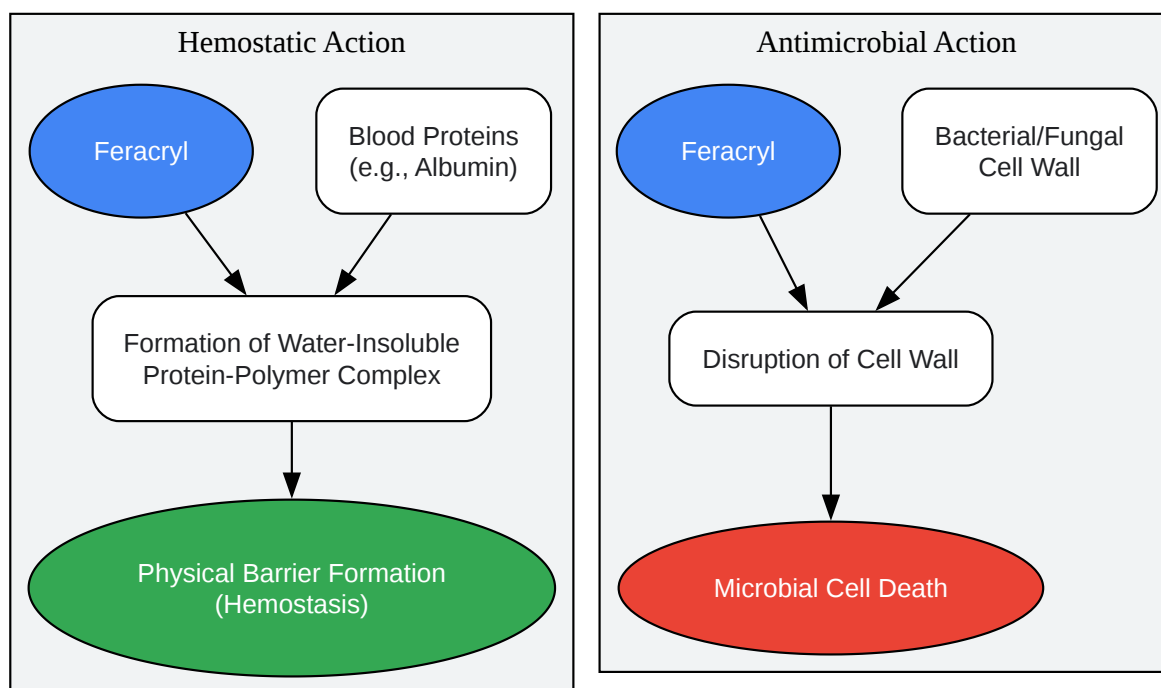 Hemostatic Action
Feracryl
Blood Proteins
(e.g., Albumin)
Formation of Water-Insoluble
Protein-Polymer Complex
Physical Barrier Formation
(Hemostasis)
Antimicrobial Action
Feracryl
Bacterial/Fungal
Cell Wall
Disruption of Cell Wall
Microbial Cell Death